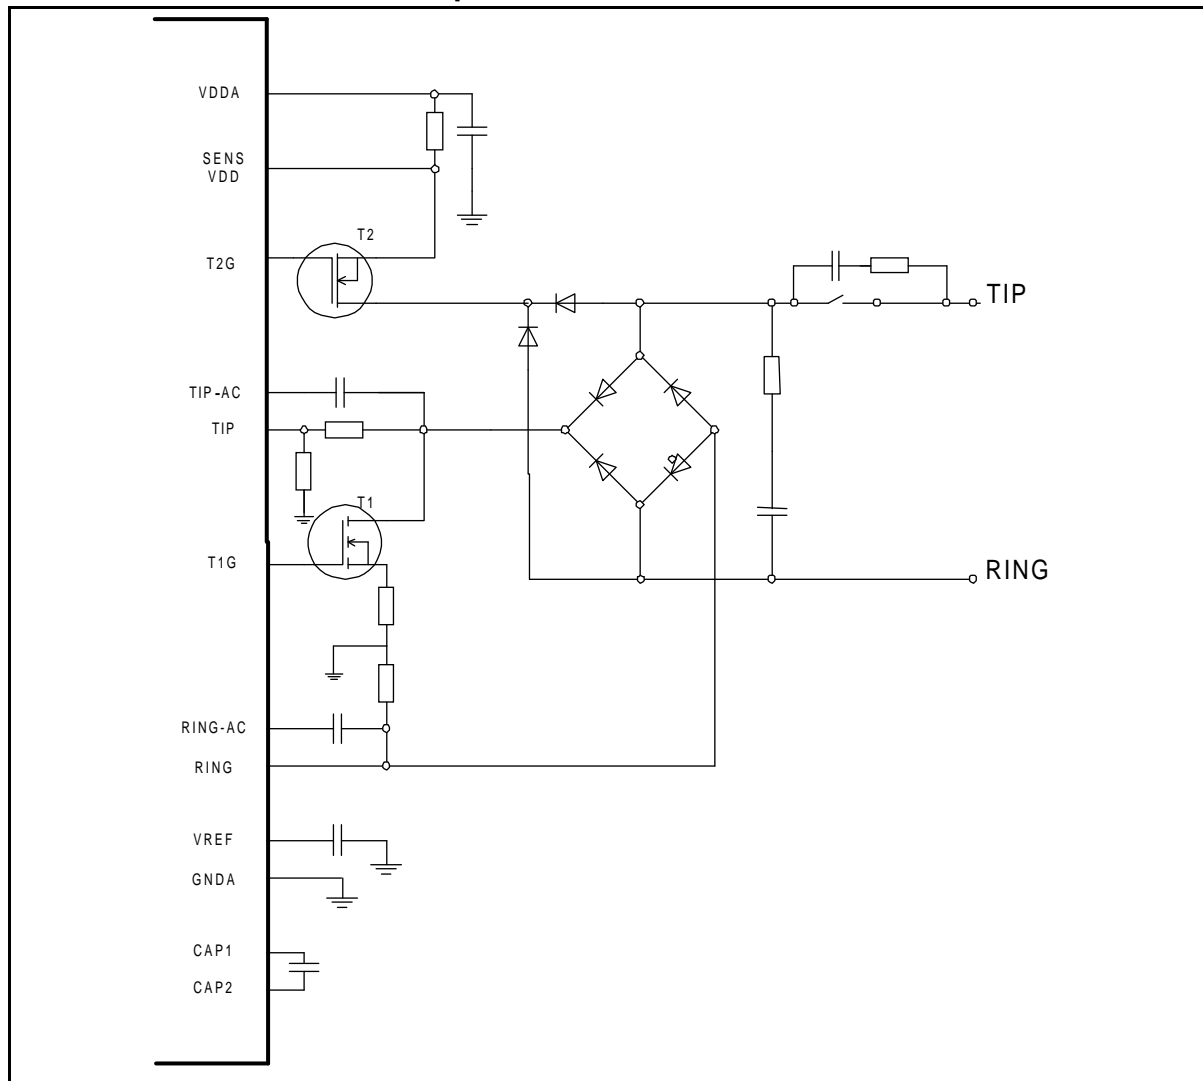 VDDA
SENS
VDD
T2
T2G
TIP
TIP-AC
TIP
T1
T1G
RING
RING-AC
RING
VREF
GNDA
CAP1
CAP2